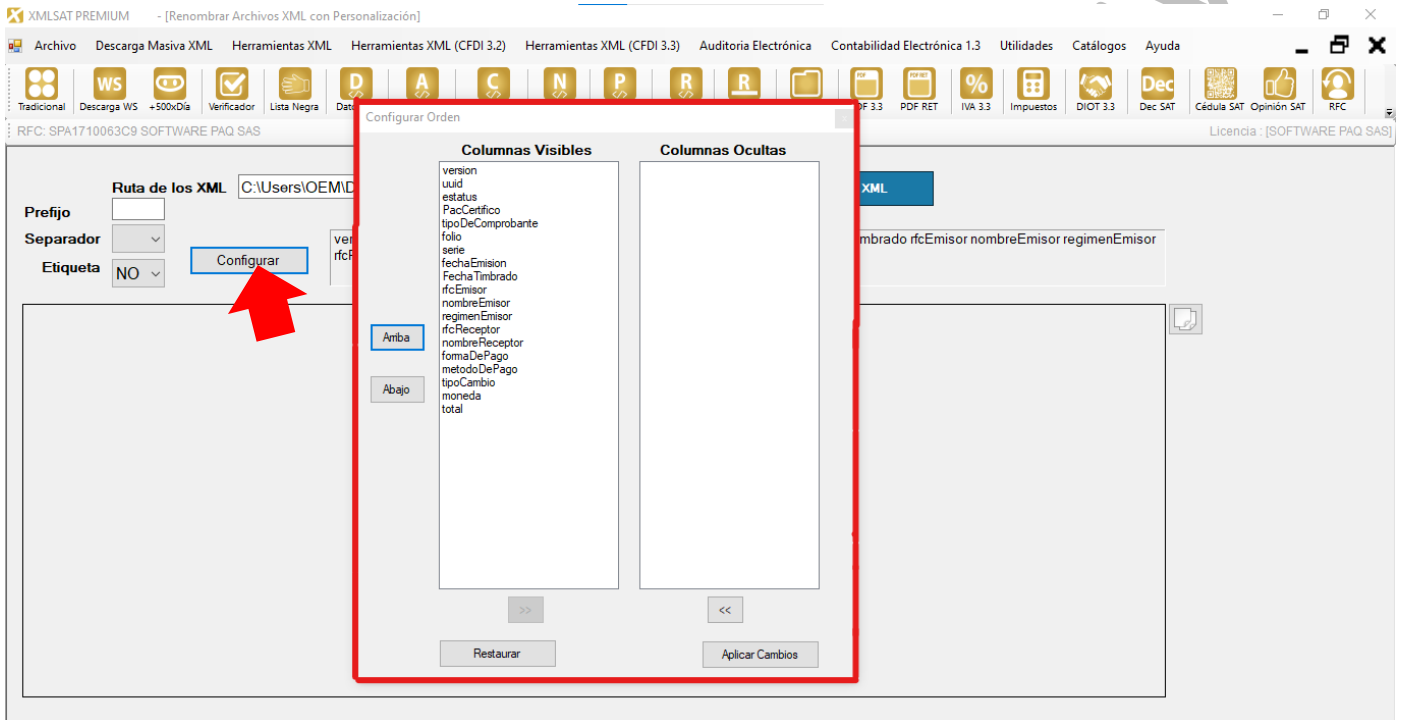 XMLSAT PREMIUM - [Renombrar Archivos XML con Personalización]
Archivo Descarga Masiva XML Herramientas XML Herramientas XML (CFDI 3.2) Herramientas XML (CFDI 3.3) Auditoria Electrónica Contabilidad Electrónica 1.3 Utilidades Catálogos Ayuda
WS D A C N P R R PDF PDF RET % Dec
Tradicional Descarga WS +500xDía Verificador Lista Negra PDF RET IVA 3.3 Impuestos DIOT 3.3 Dec SAT Cédula SAT Opinión SAT RFC
RFC: SPA1710063C9 SOFTWARE PAQ SAS Licencia : [SOFTWARE PAQ SAS]
Configurar Orden
Columnas Visibles Columnas Ocultas
Ruta de los XML C:\Users\OEM\D XML
Prefijo
Separador
Etiqueta NO
Configurar
mbrado rfcEmisor nombreEmisor regimenEmisor
version
uuid
estatus
PacCertifico
tipoDeComprobante
folio
serie
fechaEmision
FechaTimbrado
rfcEmisor
nombreEmisor
regimenEmisor
rfcReceptor
nombreReceptor
formaDePago
metodoDePago
tipoCambio
moneda
total
Arriba
Abajo
>> <<
Restaurar Aplicar Cambios